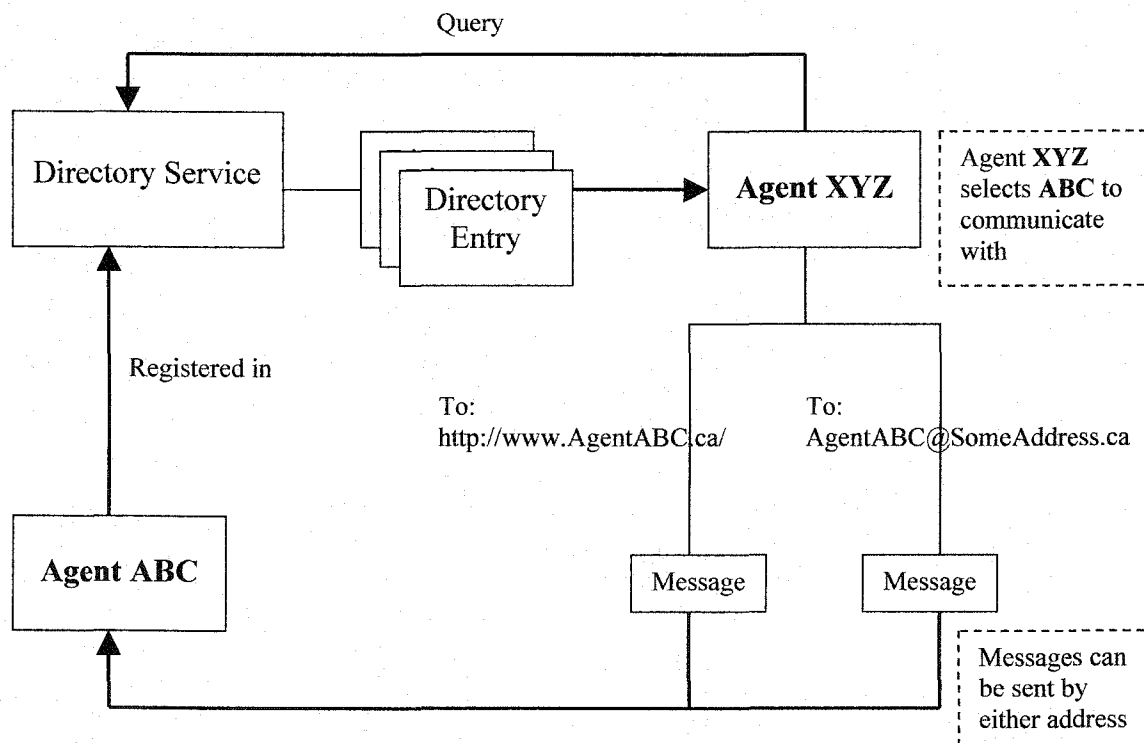 Query
Directory Service
Directory
Entry
Agent XYZ
Agent XYZ
selects ABC to
communicate
with
Registered in
To:
http://www.AgentABC.ca/
To:
AgentABC@SomeAddress.ca
Agent ABC
Message
Message
Messages can
be sent by
either address